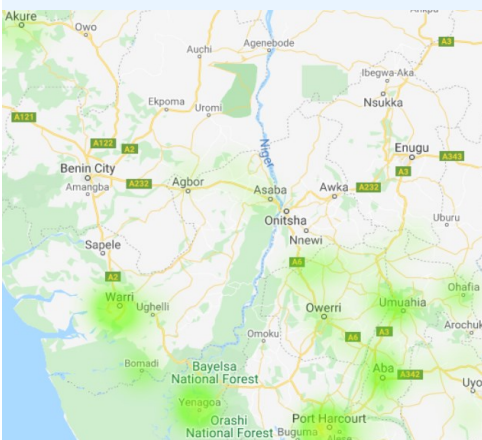 Akure
Owo
Auchi
Agenebode
A3
Ibegwa-Aka
Ekpoma
Uromi
Nsukka
A121
A122
A2
Niger
Enugu
A343
A3
Benin City
Amangba
A232
Agbor
Asaba
Awka
A232
Onitsha
Uburu
Nnewi
Sapele
A6
A2
Warri
Ughelli
Ohafia
Umuahia
Owerri
Omoku
A6
A3
Arochuk
Bomadi
Bayelsa
National Forest
Aba
A342
Uyo
Yenagoa
Orashi
National Forest
Port Harcourt
Buguma